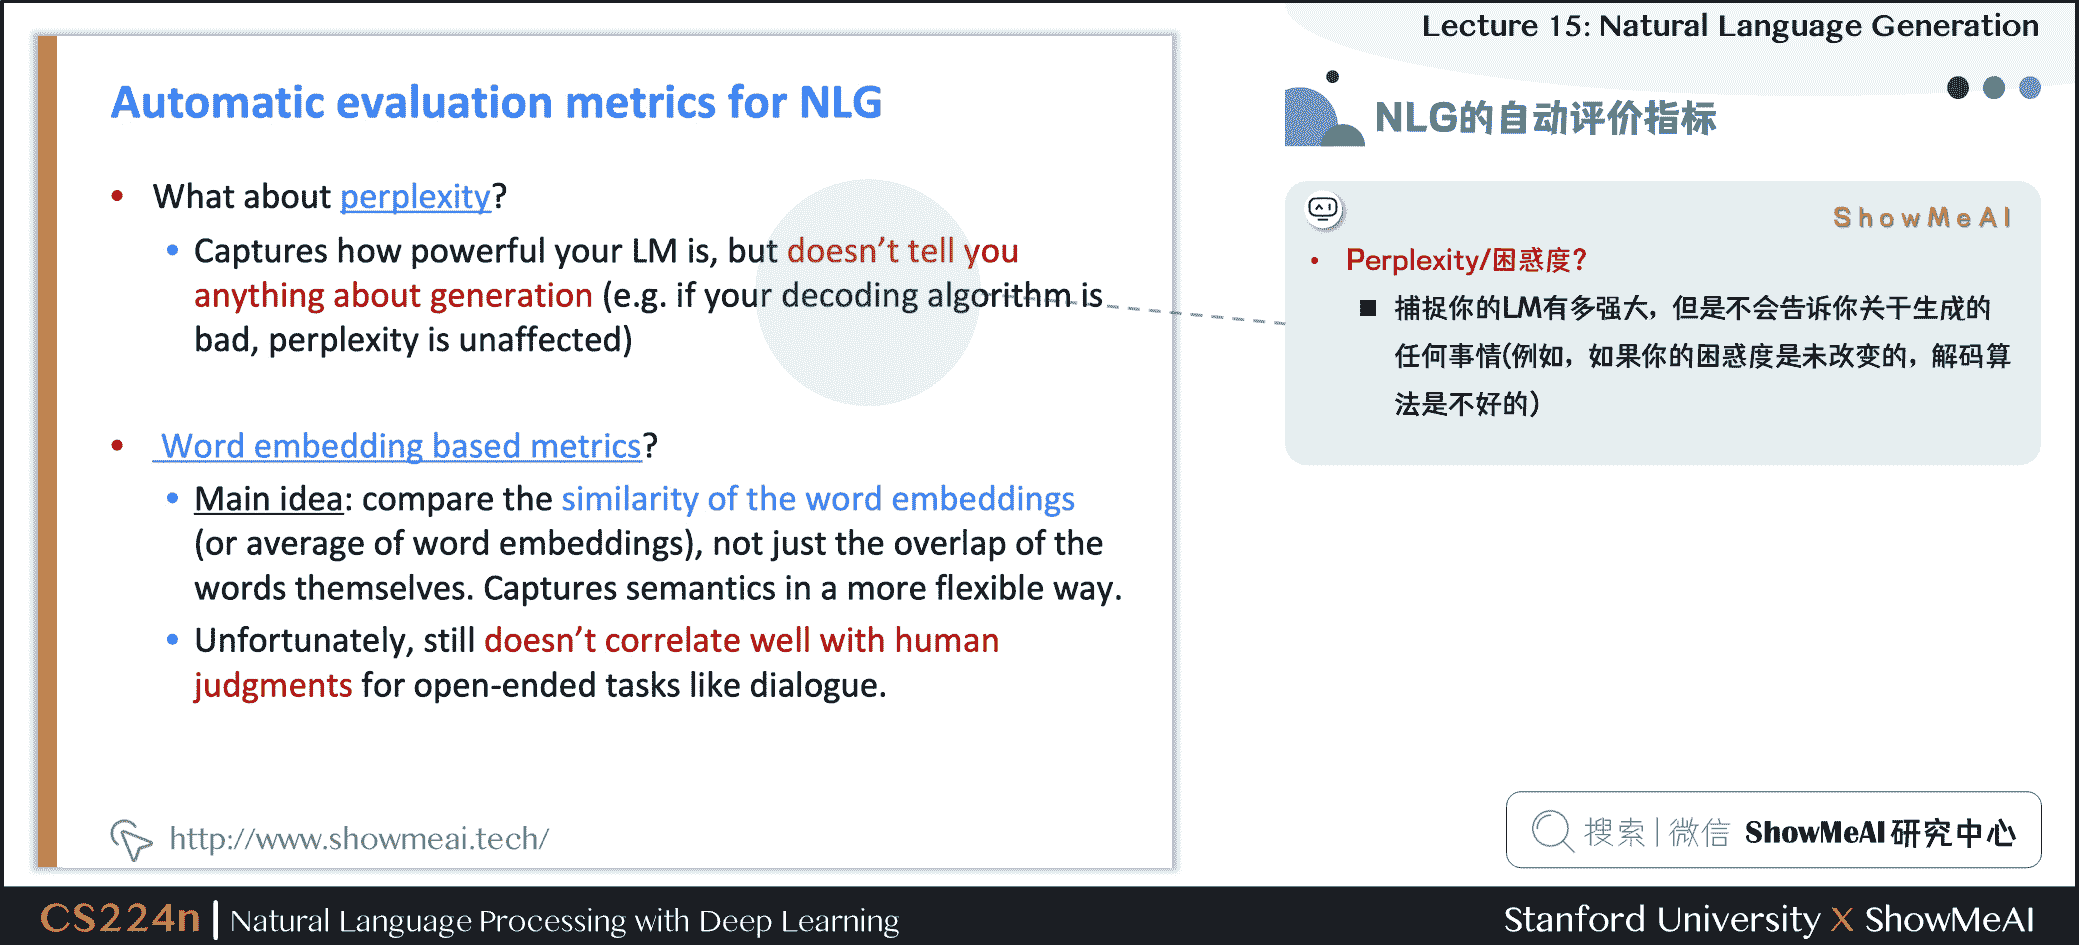 Lecture 15: Natural Language Generation
Automatic evaluation metrics for NLG
• What about perplexity?
• Captures how powerful your LM is, but doesn't tell you
anything about generation (e.g. if your decoding algorithm is
bad, perplexity is unaffected)
• Word embedding based metrics?
• Main idea: compare the similarity of the word embeddings
(or average of word embeddings), not just the overlap of the
words themselves. Captures semantics in a more flexible way.
• Unfortunately, still doesn't correlate well with human
judgments for open-ended tasks like dialogue.
http://www.showmeai.tech/
NLG的自动评价指标
ShowMeAI
• Perplexity/困惑度?
■ 捕捉你的LM有多强大，但是不会告诉你关于生成的
任何事情(例如，如果你的困惑度是未改变的，解码算
法是不好的)
搜索|微信 ShowMeAI研究中心
CS224n | Natural Language Processing with Deep Learning
Stanford University X ShowMeAI